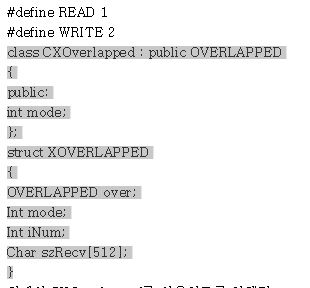 #define READ 1
#define WRITE 2
class CXOverlapped : public OVERLAPPED
{
public:
int mode;
};
struct XOVERLAPPED
{
OVERLAPPED over;
Int mode;
Int iNum;
Char szRecv[512];
}